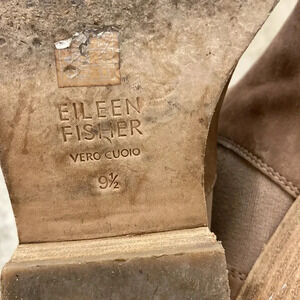 EILEEN
FISHER
VERO CUOIO
9½